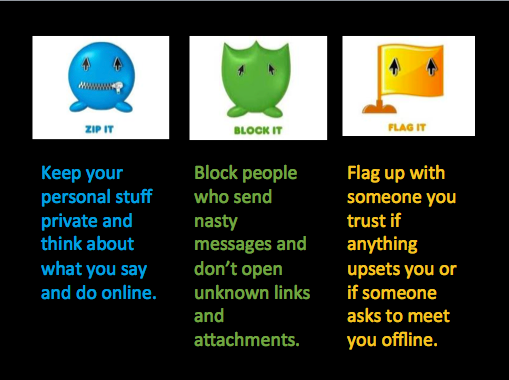 ZIP IT
BLOCK IT
FLAG IT
Keep your
personal stuff
private and
think about
what you say
and do online.
Block people
who send
nasty
messages and
don’t open
unknown links
and
attachments.
Flag up with
someone you
trust if
anything
upsets you or
if someone
asks to meet
you offline.